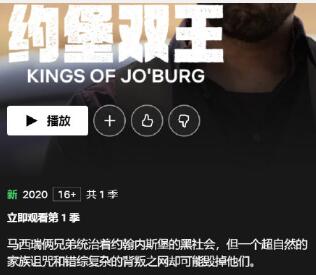 约堡双王
KINGS OF JO'BURG
播放
新 2020 16+ 共 1 季
立即观看第 1 季
马西瑞俩兄弟统治着约翰内斯堡的黑社会，但一个超自然的
家族诅咒和错综复杂的背叛之网却可能毁掉他们。